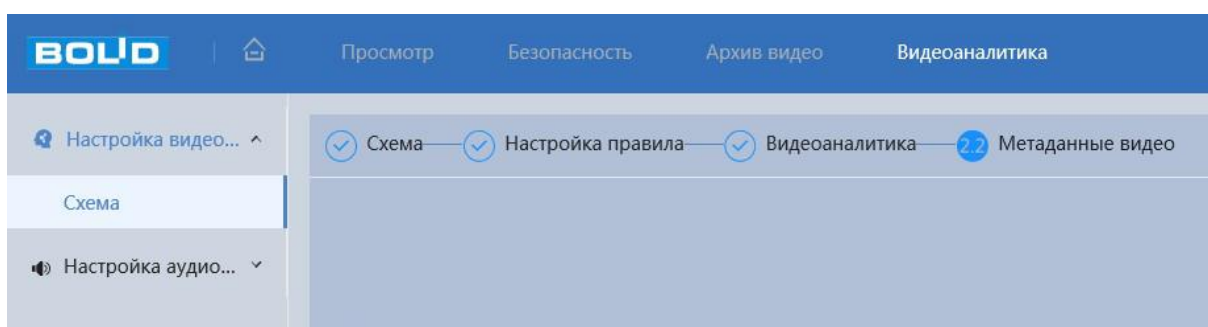 BOLID Просмотр Безопасность Архив видео Видеоаналитика
Настройка видео... Схема Настройка правила Видеоаналитика 2.2 Метаданные видео
Схема
Настройка аудио...